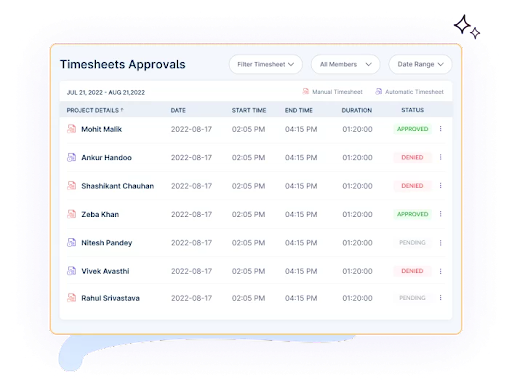 Timesheets Approvals
Filter Timesheet All Members Date Range
JUL 21, 2022 - AUG 21,2022 Manual Timesheet Automatic Timesheet
PROJECT DETAILS DATE START TIME END TIME DURATION STATUS
Mohit Malik 2022-08-17 02:05 PM 04:15 PM 01:20:00 APPROVED
Ankur Handoo 2022-08-17 02:05 PM 04:15 PM 01:20:00 DENIED
Shashikant Chauhan 2022-08-17 02:05 PM 04:15 PM 01:20:00 DENIED
Zeba Khan 2022-08-17 02:05 PM 04:15 PM 01:20:00 APPROVED
Nitesh Pandey 2022-08-17 02:05 PM 04:15 PM 01:20:00 PENDING
Vivek Avasthi 2022-08-17 02:05 PM 04:15 PM 01:20:00 DENIED
Rahul Srivastava 2022-08-17 02:05 PM 04:15 PM 01:20:00 PENDING